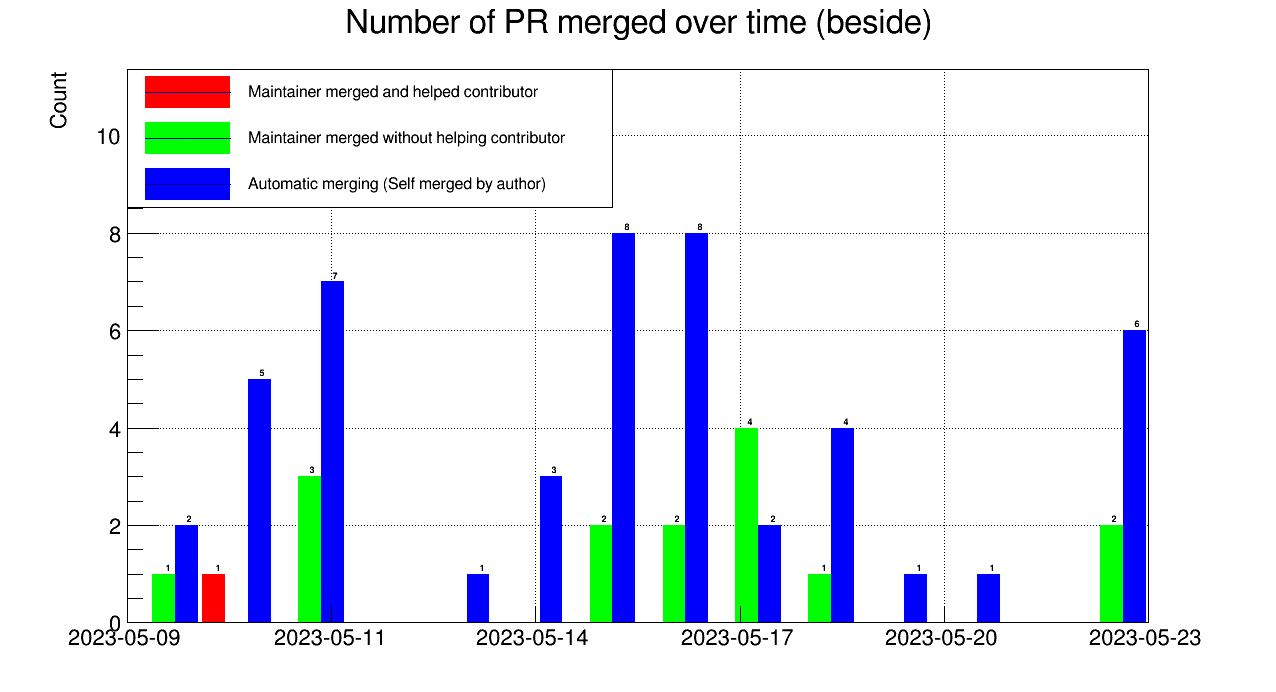 Number of PR merged over time (beside)
Count
Maintainer merged and helped contributor
Maintainer merged without helping contributor
Automatic merging (Self merged by author)
10
8
6
4
2
0
1 2 1 5 3 7 1 3 2 8 2 8 4 2 1 4 1 1 2 6
2023-05-09 2023-05-11 2023-05-14 2023-05-17 2023-05-20 2023-05-23